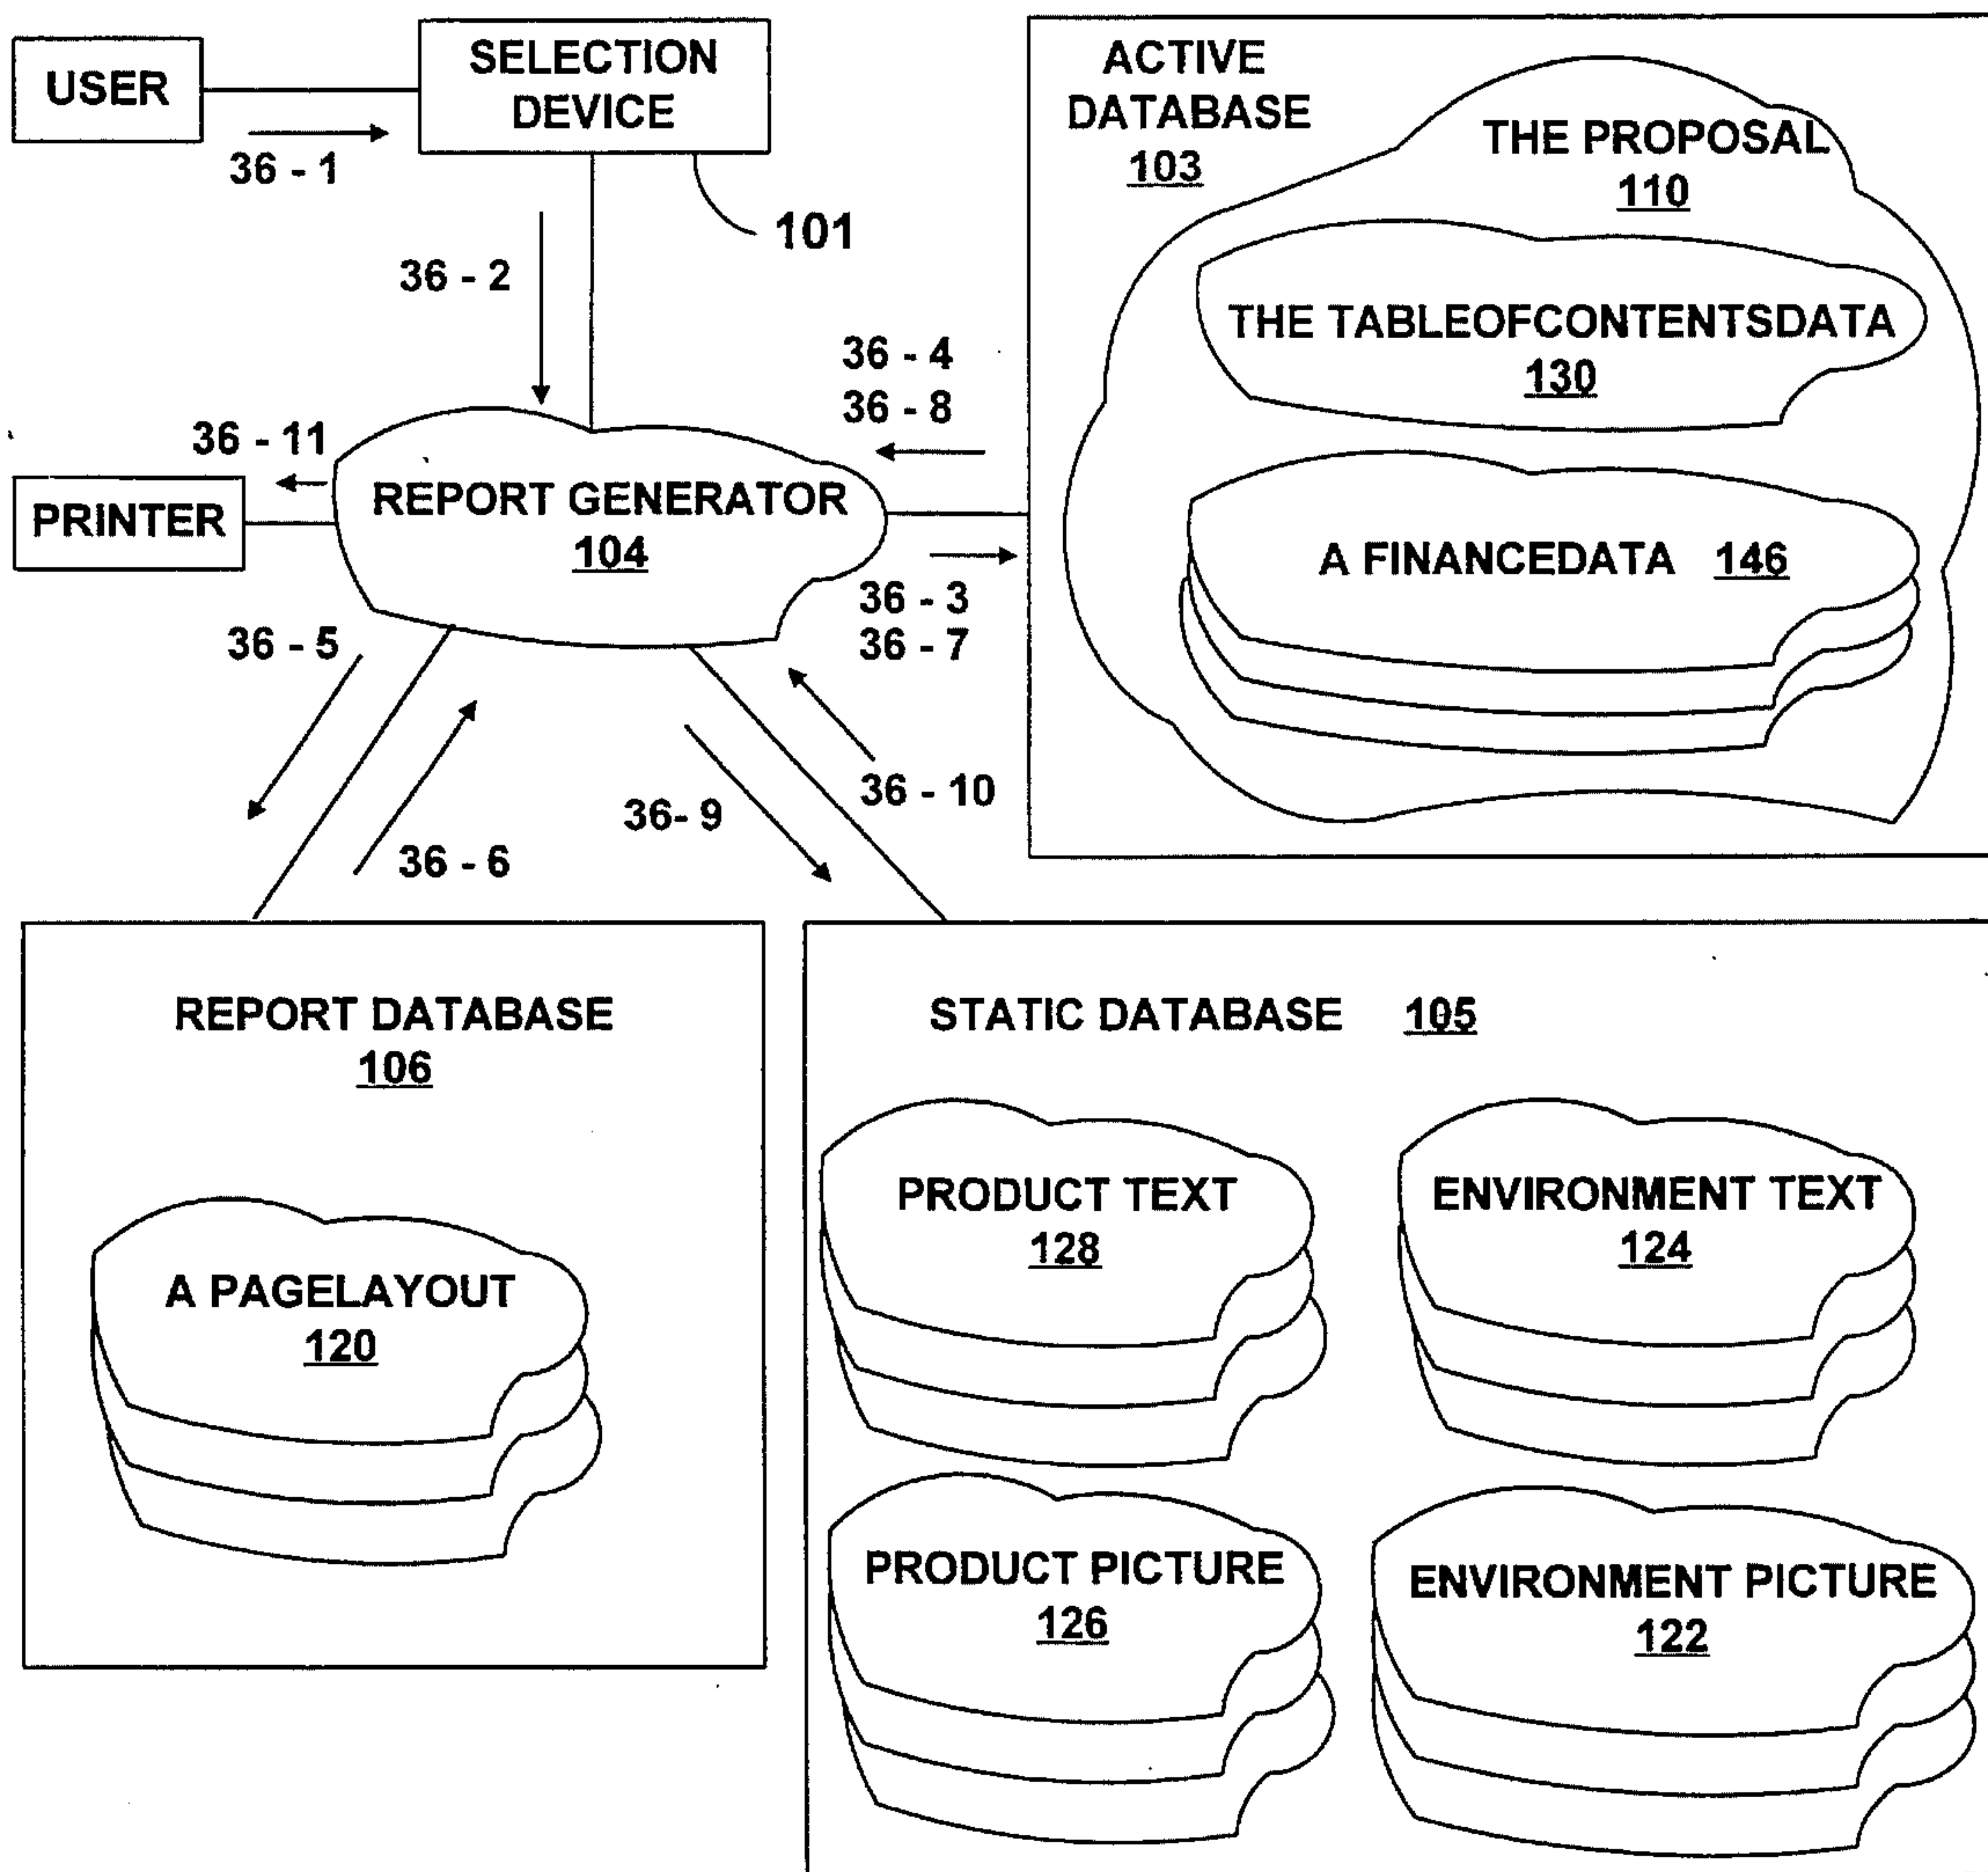 USER
SELECTION
DEVICE
36 - 1
101
36 - 2
ACTIVE
DATABASE
103
THE PROPOSAL
110
THE TABLEOFCONTENTSDATA
130
A FINANCEDATA 146
36 - 4
36 - 8
36 - 11
PRINTER
REPORT GENERATOR
104
36 - 3
36 - 7
36 - 5
36 - 6
36- 9
36 - 10
REPORT DATABASE
106
A PAGELAYOUT
120
STATIC DATABASE 105
PRODUCT TEXT
128
ENVIRONMENT TEXT
124
PRODUCT PICTURE
126
ENVIRONMENT PICTURE
122